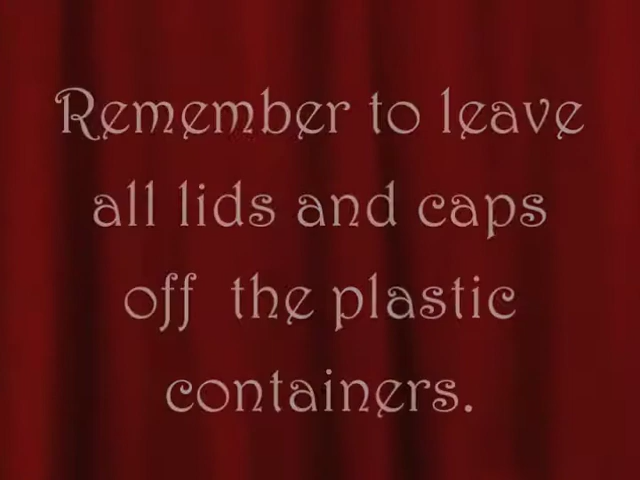 Remember to leave
all lids and caps
off the plastic
containers.